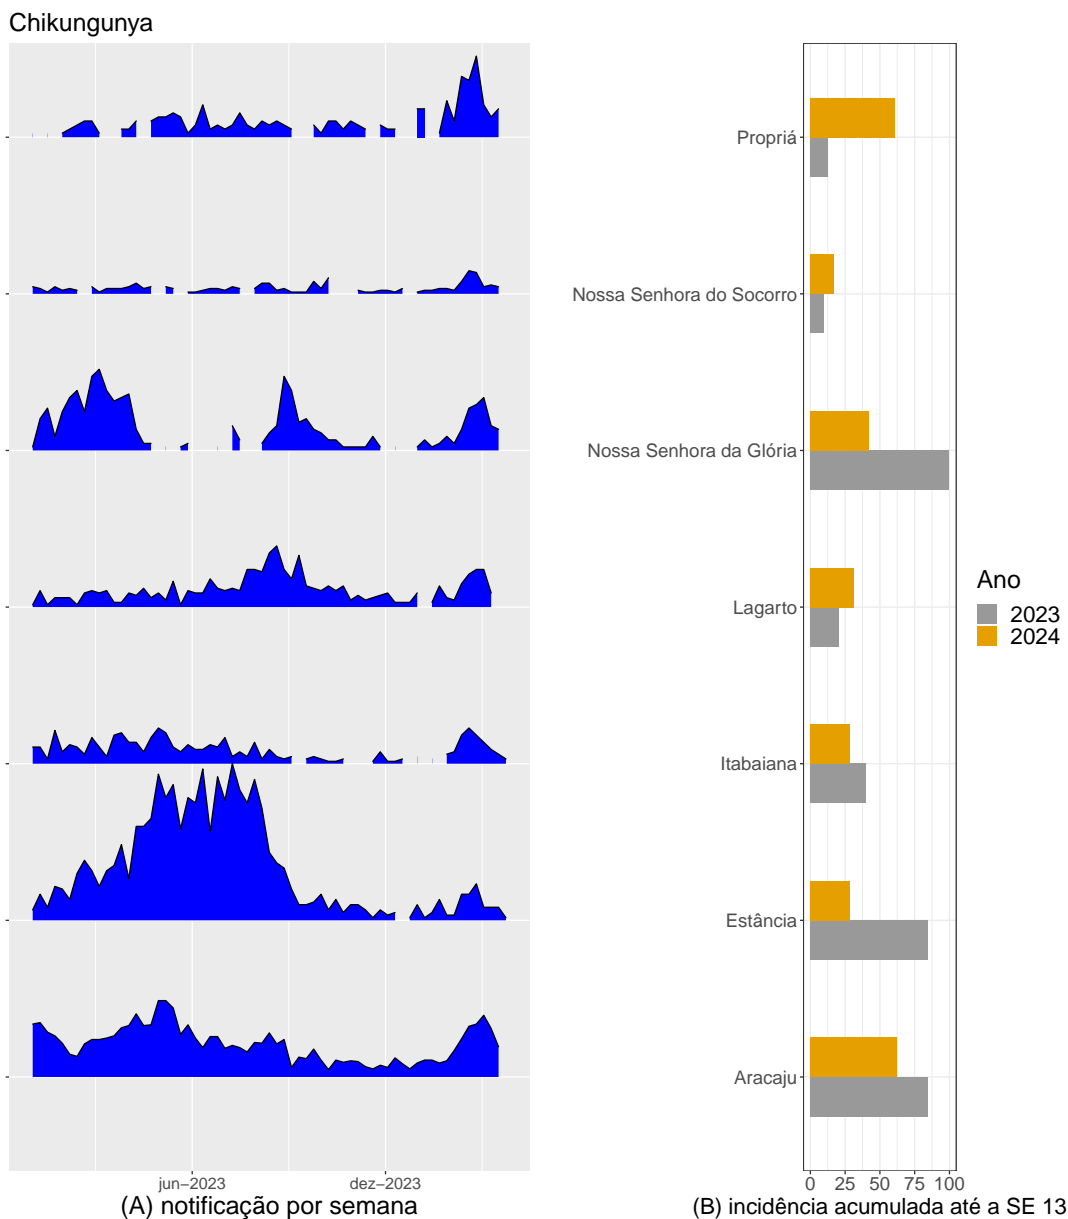 Chikungunya
Propriá
Nossa Senhora do Socorro
Nossa Senhora da Glória
Lagarto
Itabaiana
Estância
Aracaju
jun−2023
dez−2023
(A) notificação por semana
0 25 50 75 100
(B) incidência acumulada até a SE 13
Ano
2023
2024